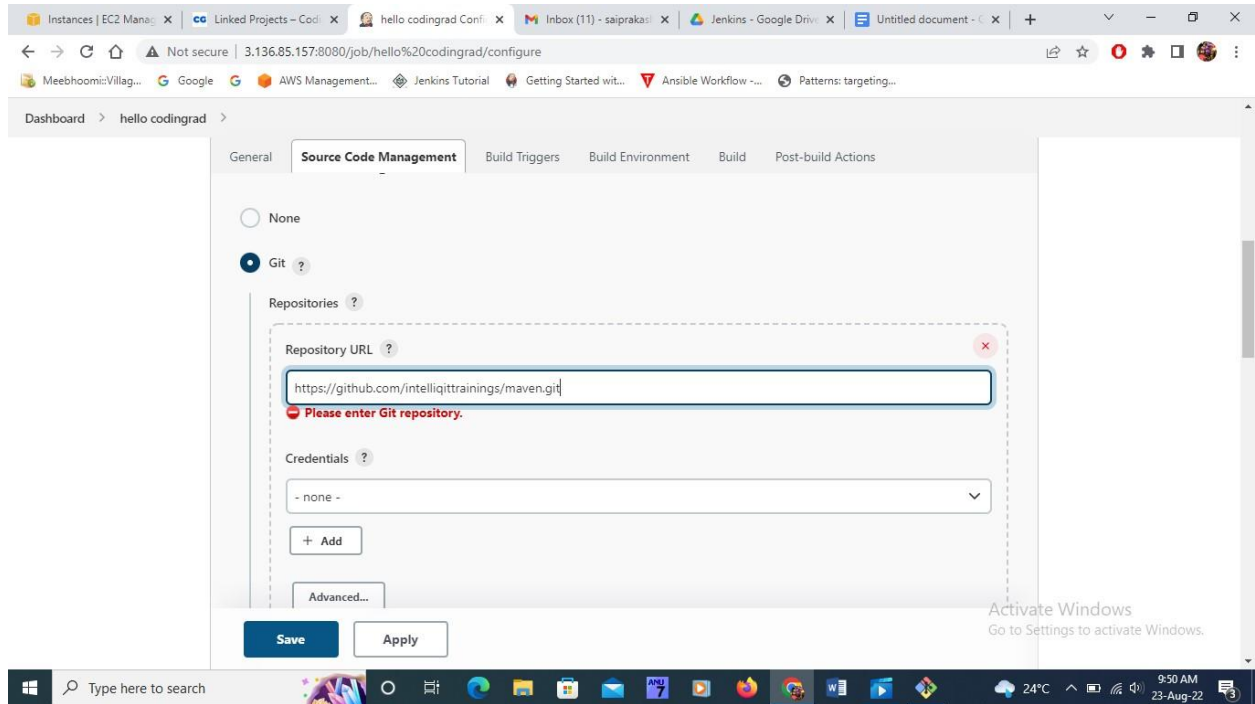 Instances | EC2 Manag
Linked Projects – Codi
hello codingrad Confi
Inbox (11) - saiprakas
Jenkins - Google Drive
Untitled document - G
Not secure | 3.136.85.157:8080/job/hello%20codingrad/configure
Meebhoomi::Villag...
Google
AWS Management...
Jenkins Tutorial
Getting Started wit...
Ansible Workflow -...
Patterns: targeting...
Dashboard > hello codingrad >
General
Source Code Management
Build Triggers
Build Environment
Build
Post-build Actions
None
Git ?
Repositories ?
Repository URL ?
https://github.com/intelliqittrainings/maven.git
Please enter Git repository.
Credentials ?
- none -
+ Add
Advanced...
Save
Apply
Activate Windows
Go to Settings to activate Windows.
Type here to search
24°C
9:50 AM
23-Aug-22